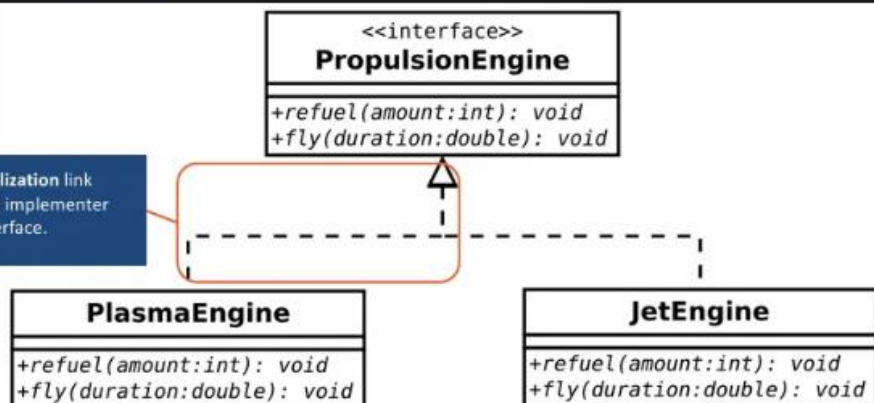 <<interface>>
PropulsionEngine
+refuel(amount:int): void
+fly(duration:double): void
lization link
implementer
erface.
PlasmaEngine
+refuel(amount:int): void
+fly(duration:double): void
JetEngine
+refuel(amount:int): void
+fly(duration:double): void